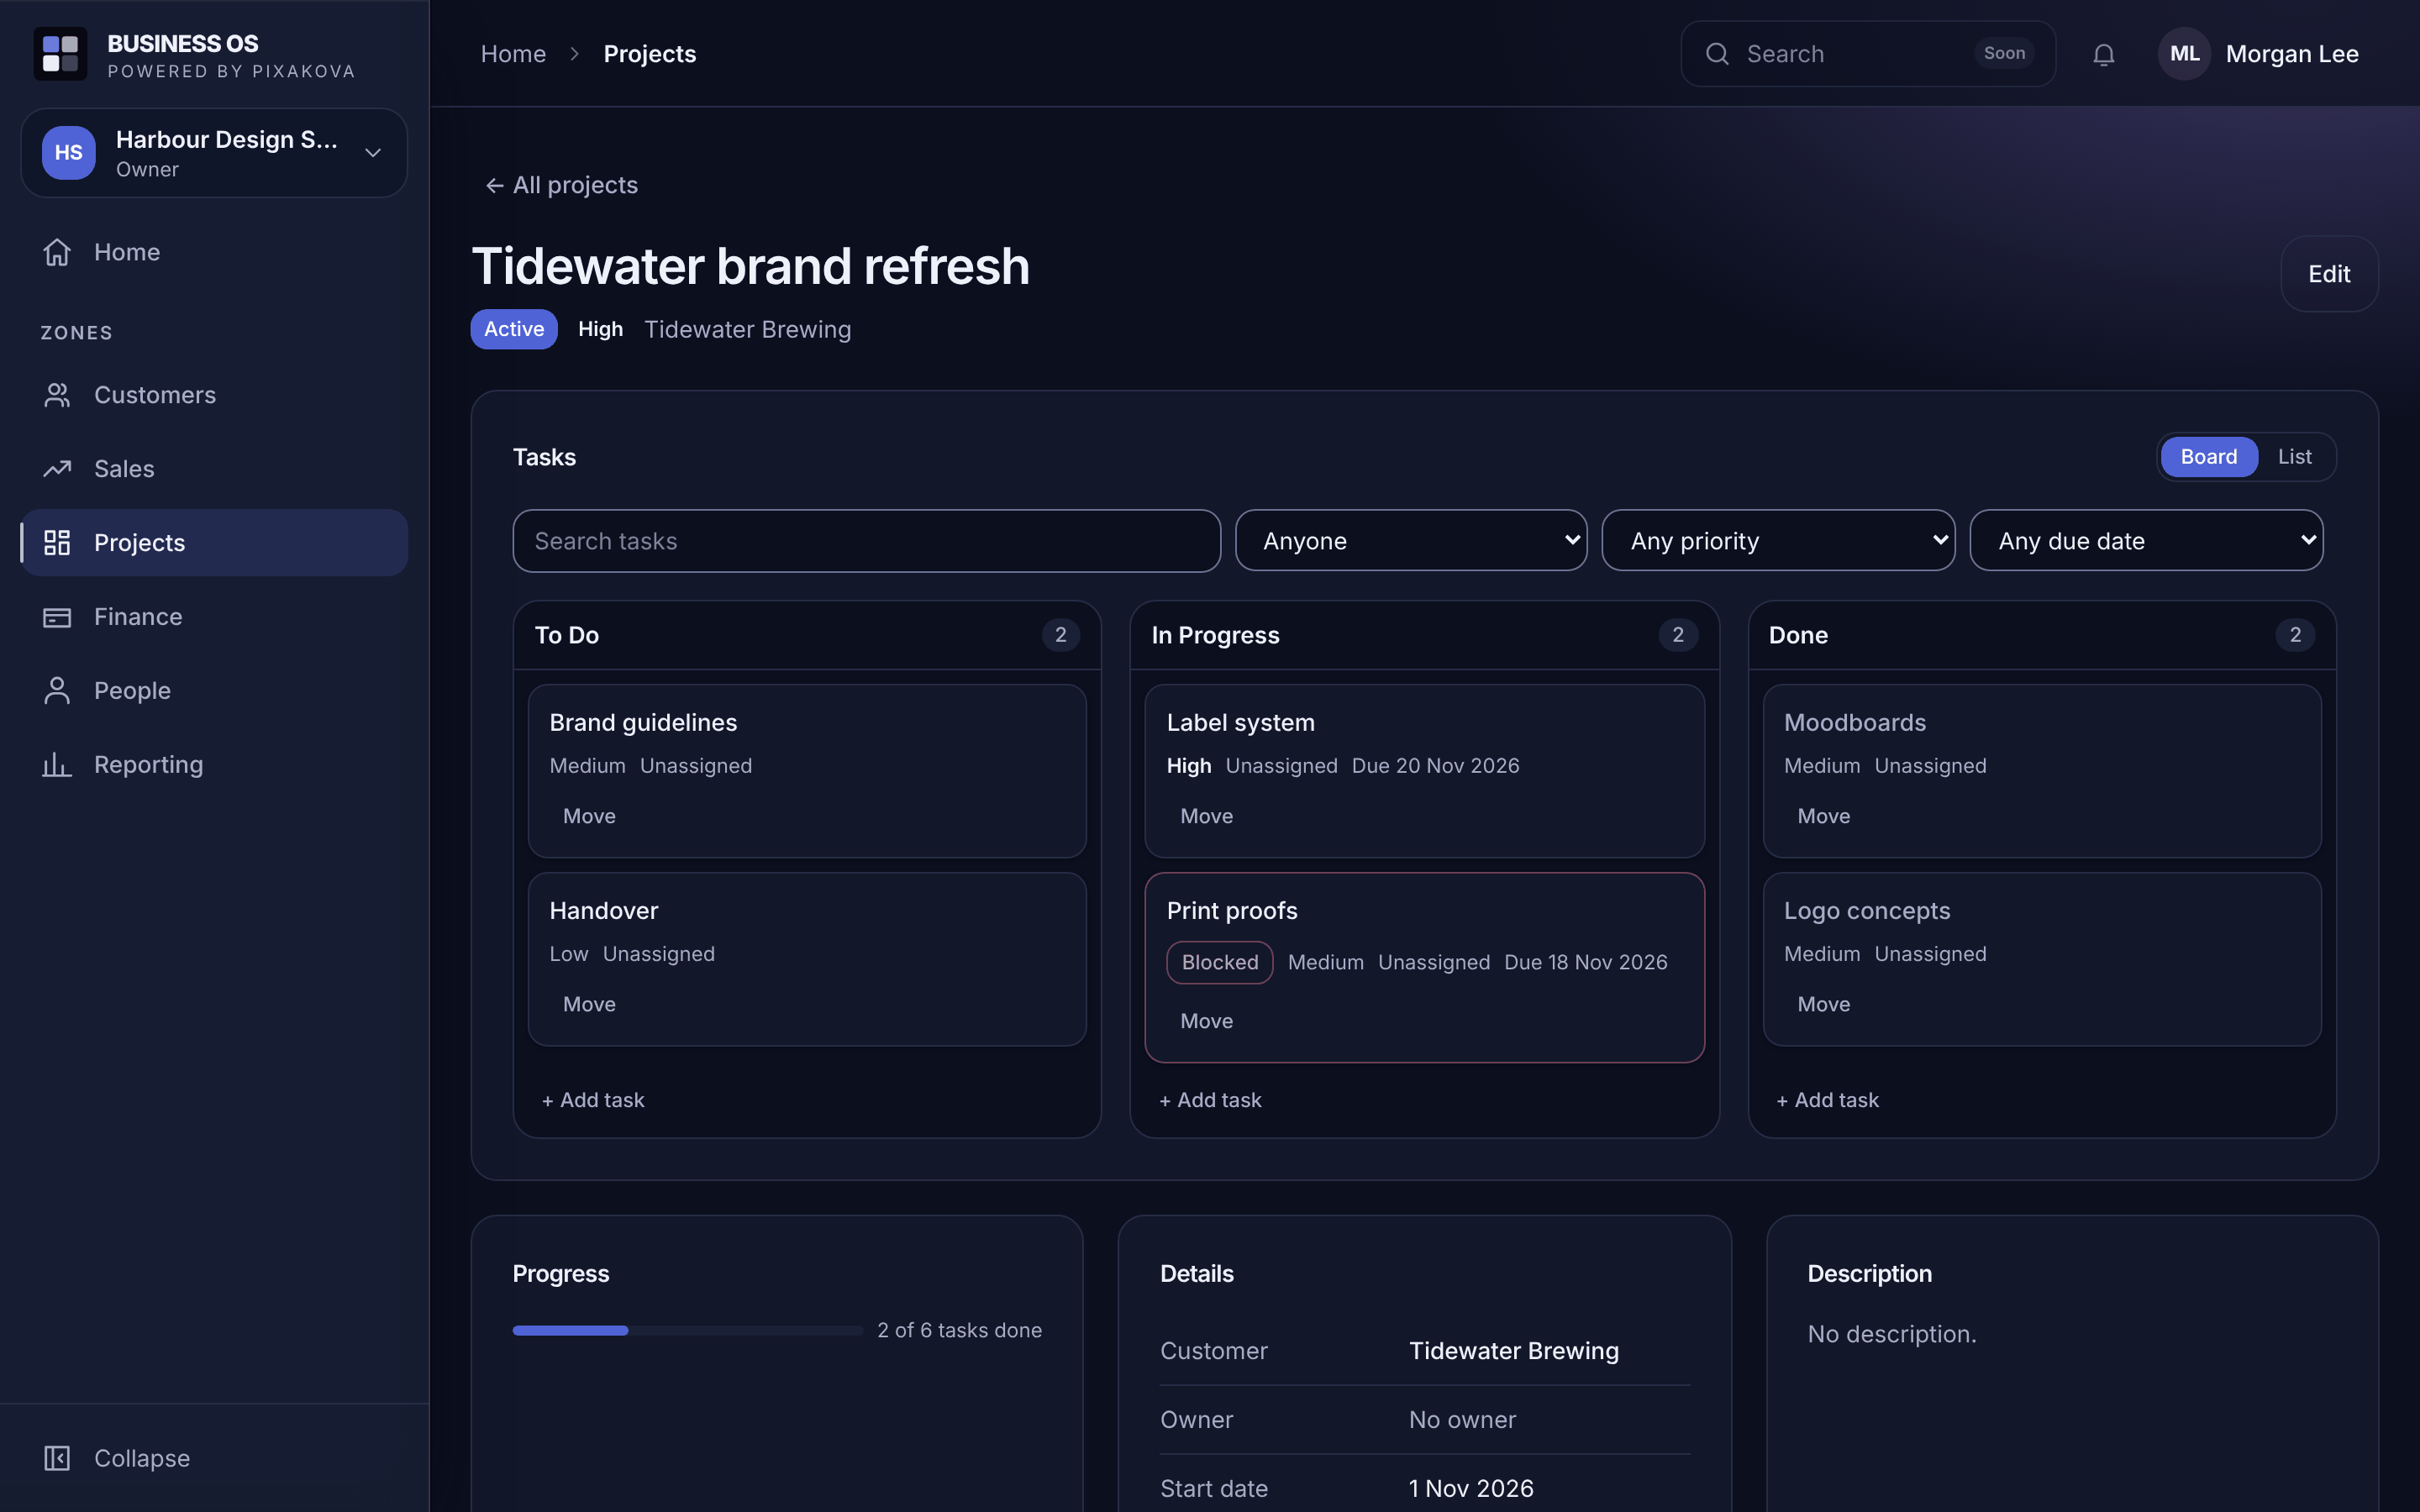 BUSINESS OS
POWERED BY PIXAKOVA
HS
Harbour Design S...
Owner
Home
ZONES
Customers
Sales
Projects
Finance
People
Reporting
Collapse
Home > Projects
Search Soon
ML Morgan Lee
← All projects
Tidewater brand refresh
Edit
Active High Tidewater Brewing
Tasks
Board List
Search tasks
Anyone
Any priority
Any due date
To Do 2
Brand guidelines
Medium Unassigned
Move
Handover
Low Unassigned
Move
+ Add task
In Progress 2
Label system
High Unassigned Due 20 Nov 2026
Move
Print proofs
Blocked Medium Unassigned Due 18 Nov 2026
Move
+ Add task
Done 2
Moodboards
Medium Unassigned
Move
Logo concepts
Medium Unassigned
Move
+ Add task
Progress
2 of 6 tasks done
Details
Customer Tidewater Brewing
Owner No owner
Start date 1 Nov 2026
Description
No description.